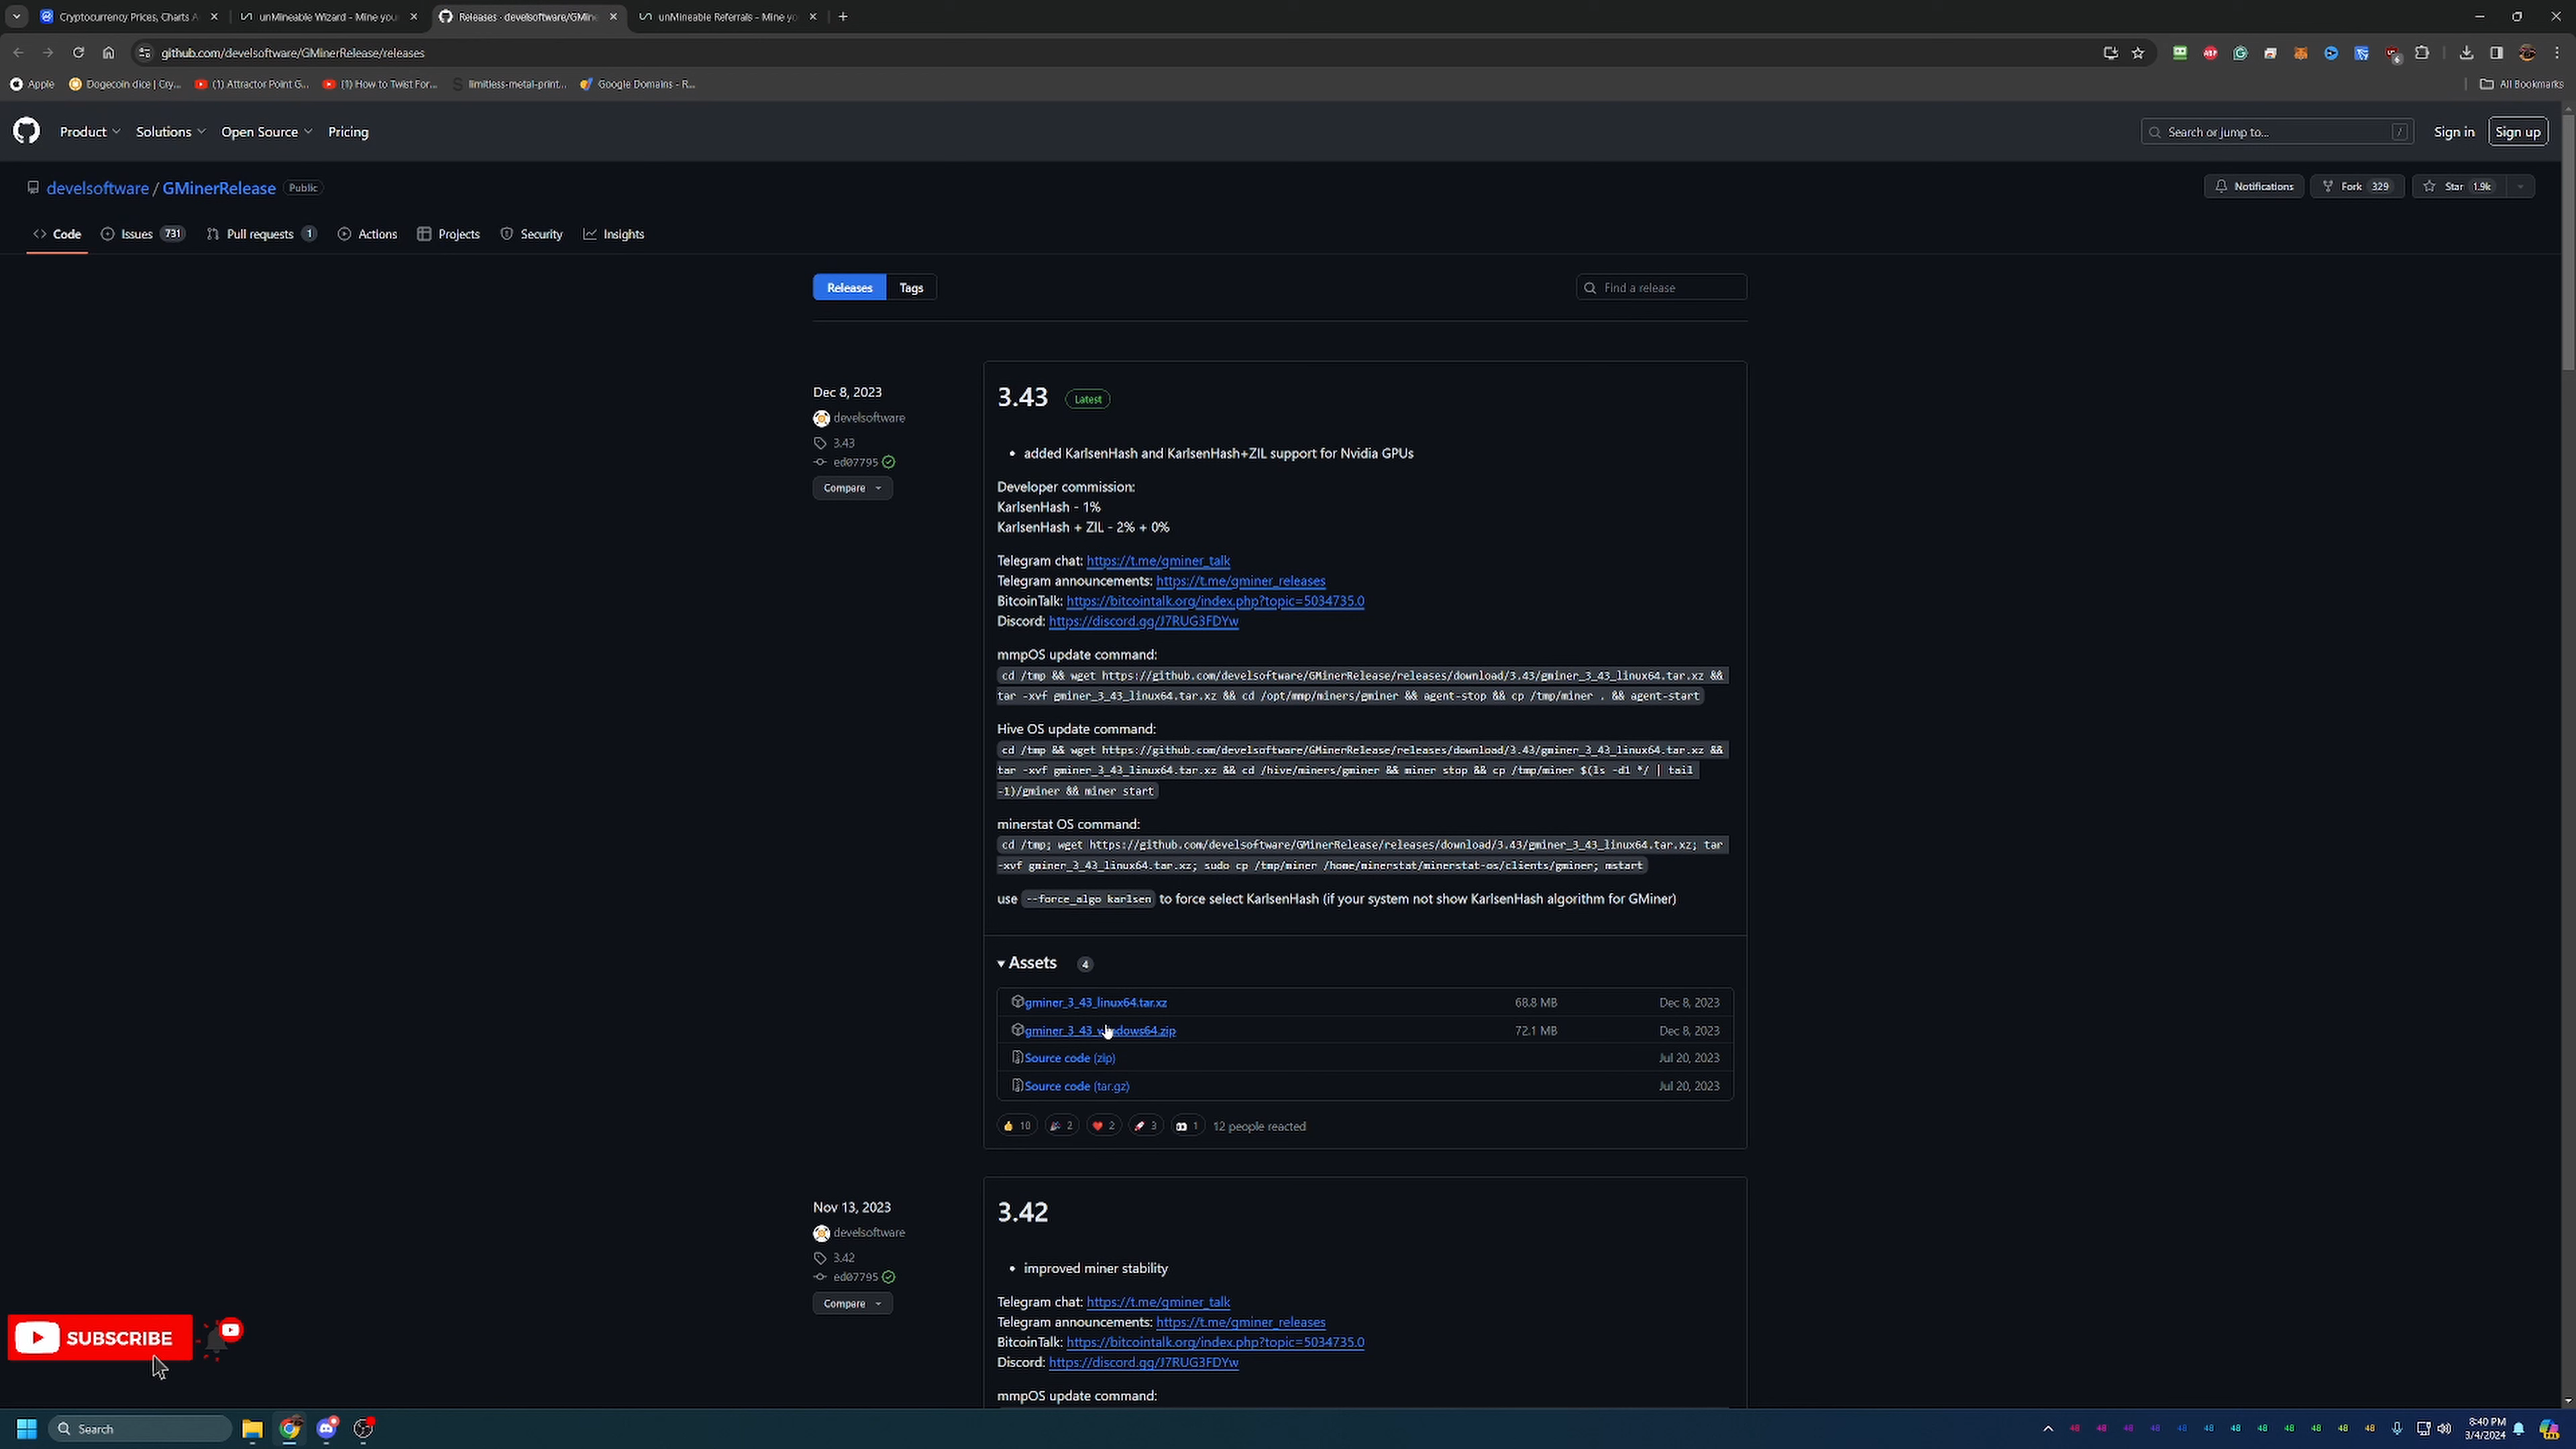 Cryptocurrency Prices, Charts A
unMineable Wizard - Mine you
Releases · develsoftware/GMine
unMineable Referrals - Mine yo
github.com/develsoftware/GMinerRelease/releases
Apple
Dogecoin dice | Cry...
(1) Attractor Point G...
(1) How to Twist For...
limitless-metal-print...
Google Domains - R...
All Bookmarks
Product
Solutions
Open Source
Pricing
Search or jump to...
/
Sign in
Sign up
develsoftware / GMinerRelease
Public
Notifications
Fork 329
Star 1.9k
Code
Issues 731
Pull requests 1
Actions
Projects
Security
Insights
Releases
Tags
Find a release
Dec 8, 2023
develsoftware
3.43
ed07795
Compare
3.43 Latest
• added KarlsenHash and KarlsenHash+ZIL support for Nvidia GPUs
Developer commission:
KarlsenHash - 1%
KarlsenHash + ZIL - 2% + 0%
Telegram chat: https://t.me/gminer_talk
Telegram announcements: https://t.me/gminer_releases
BitcoinTalk: https://bitcointalk.org/index.php?topic=5034735.0
Discord: https://discord.gg/J7RUG3FDYw
mmpOS update command:
cd /tmp && wget https://github.com/develsoftware/GMinerRelease/releases/download/3.43/gminer_3_43_linux64.tar.xz &&
tar -xvf gminer_3_43_linux64.tar.xz && cd /opt/mmp/miners/gminer && agent-stop && cp /tmp/miner . && agent-start
Hive OS update command:
cd /tmp && wget https://github.com/develsoftware/GMinerRelease/releases/download/3.43/gminer_3_43_linux64.tar.xz &&
tar -xvf gminer_3_43_linux64.tar.xz && cd /hive/miners/gminer && miner stop && cp /tmp/miner $(ls -d1 */ | tail
-1)/gminer && miner start
minerstat OS command:
cd /tmp; wget https://github.com/develsoftware/GMinerRelease/releases/download/3.43/gminer_3_43_linux64.tar.xz; tar
-xvf gminer_3_43_linux64.tar.xz; sudo cp /tmp/miner /home/minerstat/minerstat-os/clients/gminer; mstart
use --force_algo karlsen to force select KarlsenHash (if your system not show KarlsenHash algorithm for GMiner)
Assets 4
gminer_3_43_linux64.tar.xz 68.8 MB Dec 8, 2023
gminer_3_43_windows64.zip 72.1 MB Dec 8, 2023
Source code (zip) Jul 20, 2023
Source code (tar.gz) Jul 20, 2023
10 2 2 3 1 12 people reacted
Nov 13, 2023
develsoftware
3.42
ed07795
Compare
3.42
• improved miner stability
Telegram chat: https://t.me/gminer_talk
Telegram announcements: https://t.me/gminer_releases
BitcoinTalk: https://bitcointalk.org/index.php?topic=5034735.0
Discord: https://discord.gg/J7RUG3FDYw
mmpOS update command:
SUBSCRIBE
Search
48 48 48 48 48 48 48 48 48 48 48 48
8:40 PM
3/4/2024